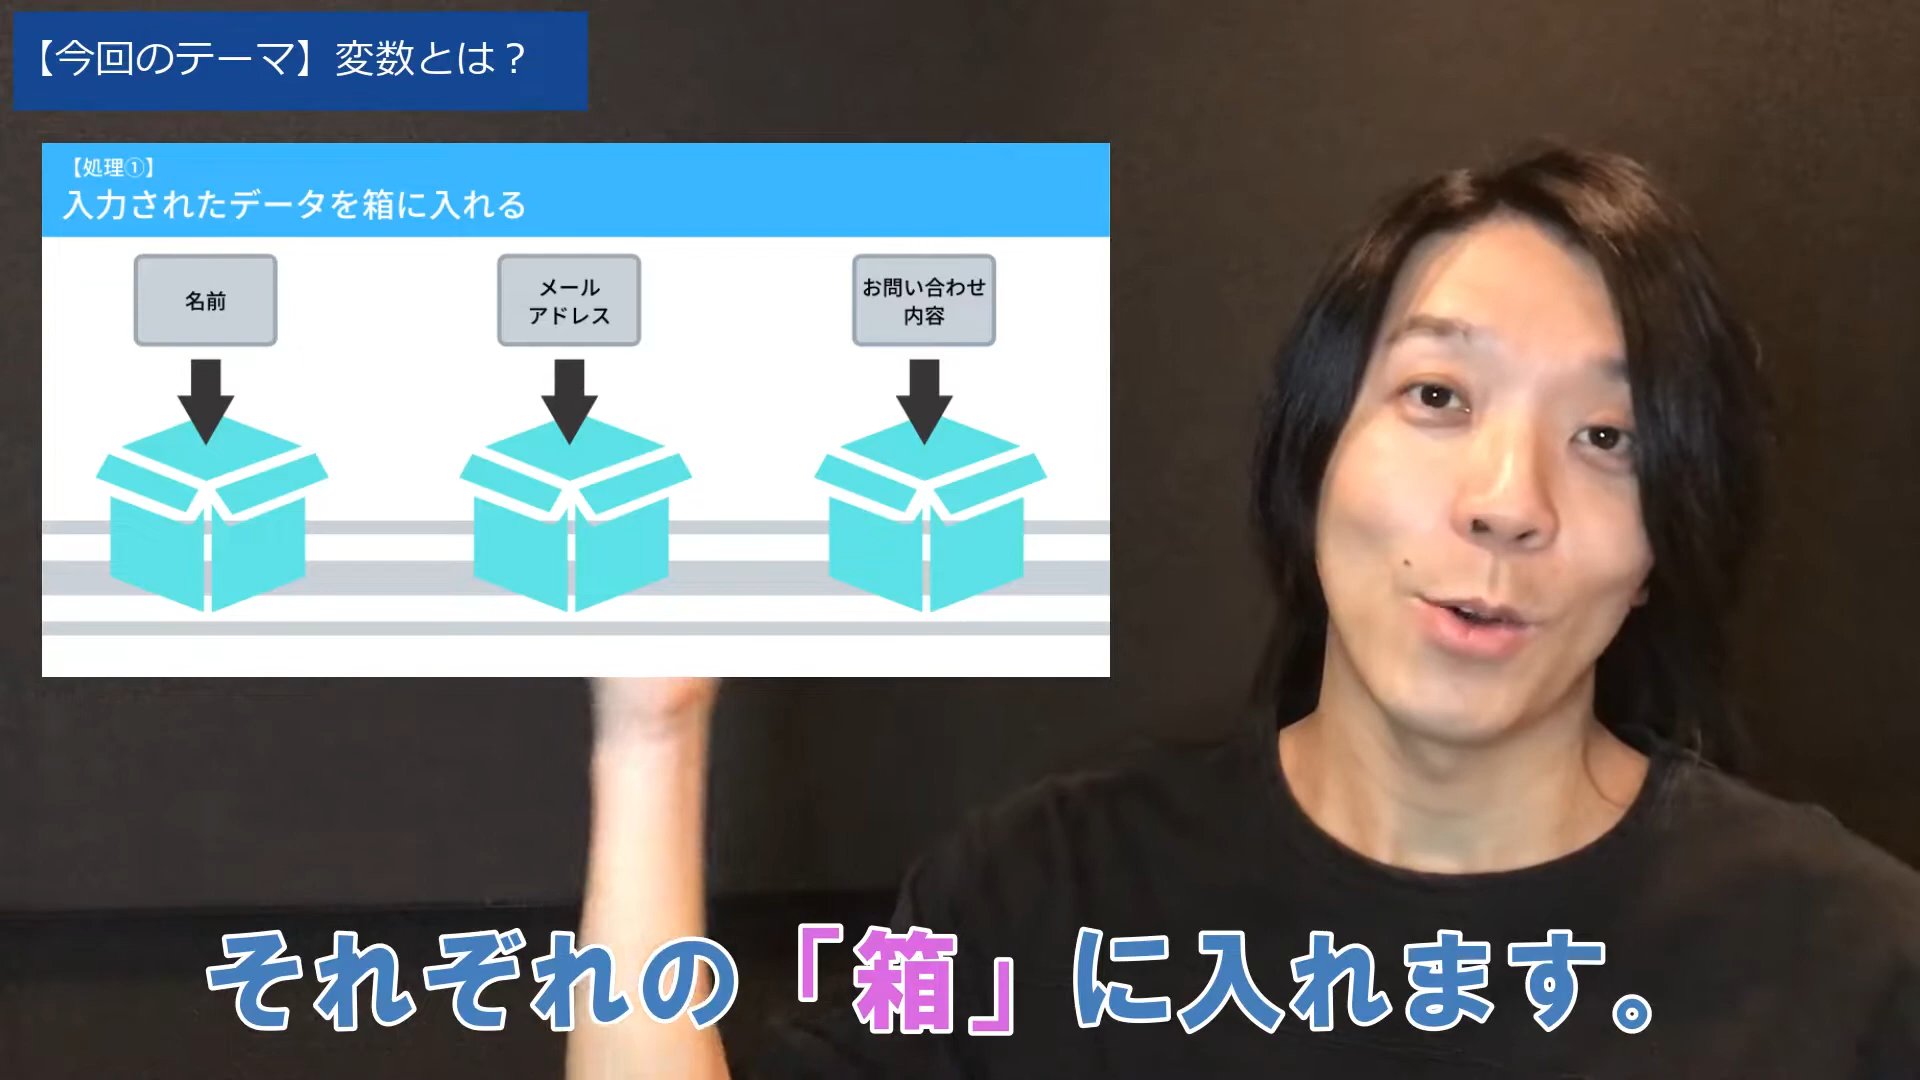 【今回のテーマ】変数とは？
【処理①】
入力されたデータを箱に入れる
名前
メール
アドレス
お問い合わせ
内容
それぞれの「箱」に入れます。